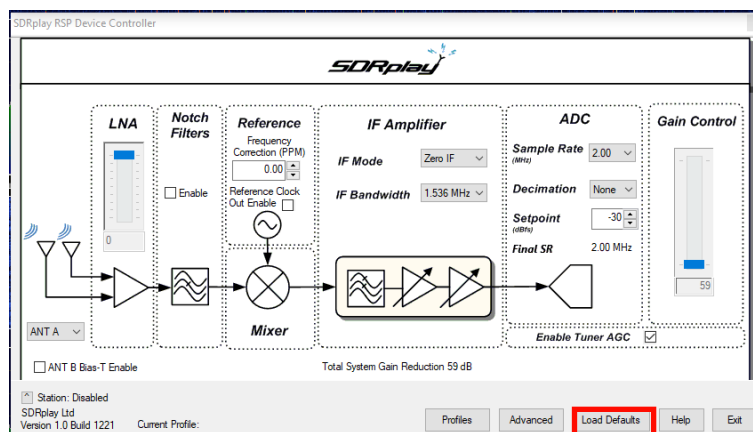 SDRplay RSP Device Controller
SDRplay
LNA
0
ANT A
ANT B Bias-T Enable
Notch
Filters
Enable
Reference
Frequency
Correction (PPM)
0.00
Reference Clock
Out Enable
Mixer
IF Amplifier
IF Mode
Zero IF
IF Bandwidth
1.536 MHz
Total System Gain Reduction 59 dB
ADC
Sample Rate
(MHz)
2.00
Decimation
None
Setpoint
(dBfs)
-30
Final SR
2.00 MHz
Gain Control
59
Enable Tuner AGC
^ Station: Disabled
SDRplay Ltd
Version 1.0 Build 1221
Current Profile:
Profiles
Advanced
Load Defaults
Help
Exit